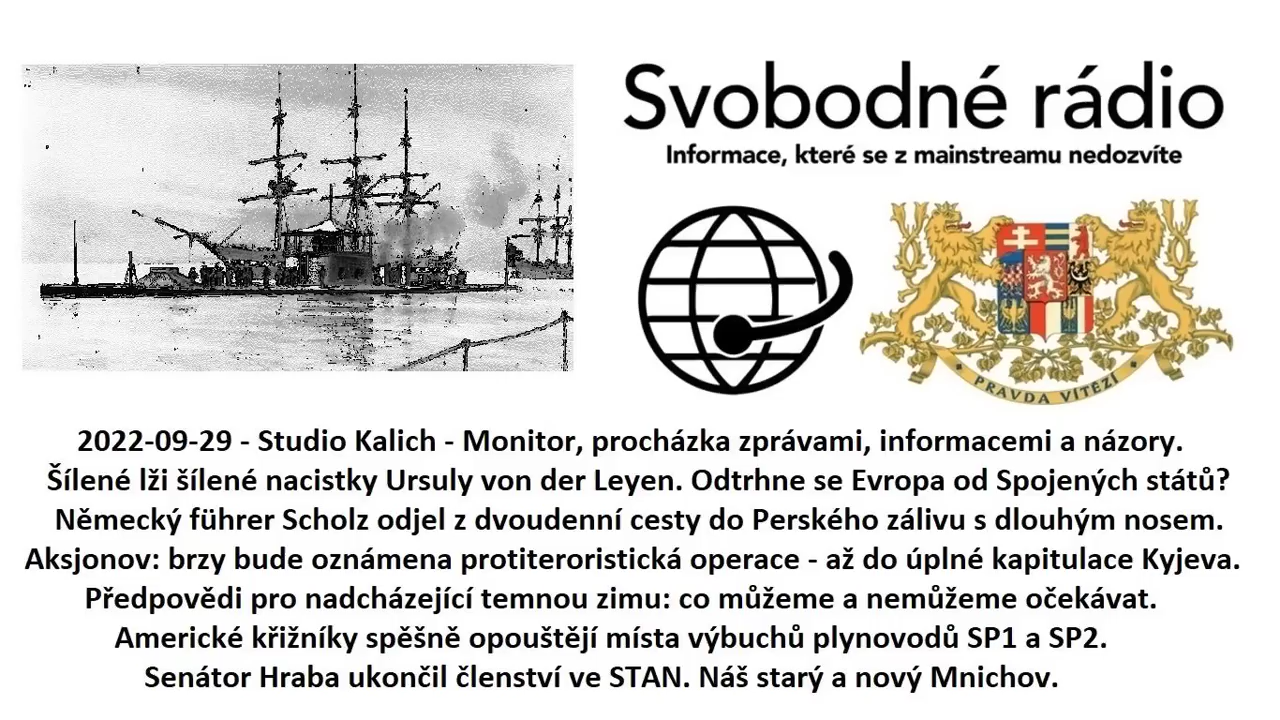 Svobodné rádio
Informace, které se z mainstreamu nedozvíte
PRAVDA VÍTĚZÍ
2022-09-29 - Studio Kalich - Monitor, procházka zprávami, informacemi a názory.
Šílené lži šílené nacistky Ursuly von der Leyen. Odtrhne se Evropa od Spojených států?
Německý führer Scholz odjel z dvoudenní cesty do Perského zálivu s dlouhým nosem.
Aksjonov: brzy bude oznámena protiteroristická operace - až do úplné kapitulace Kyjeva.
Předpovědi pro nadcházející temnou zimu: co můžeme a nemůžeme očekávat.
Americké křižníky spěšně opouštějí místa výbuchů plynovodů SP1 a SP2.
Senátor Hraba ukončil členství ve STAN. Náš starý a nový Mnichov.